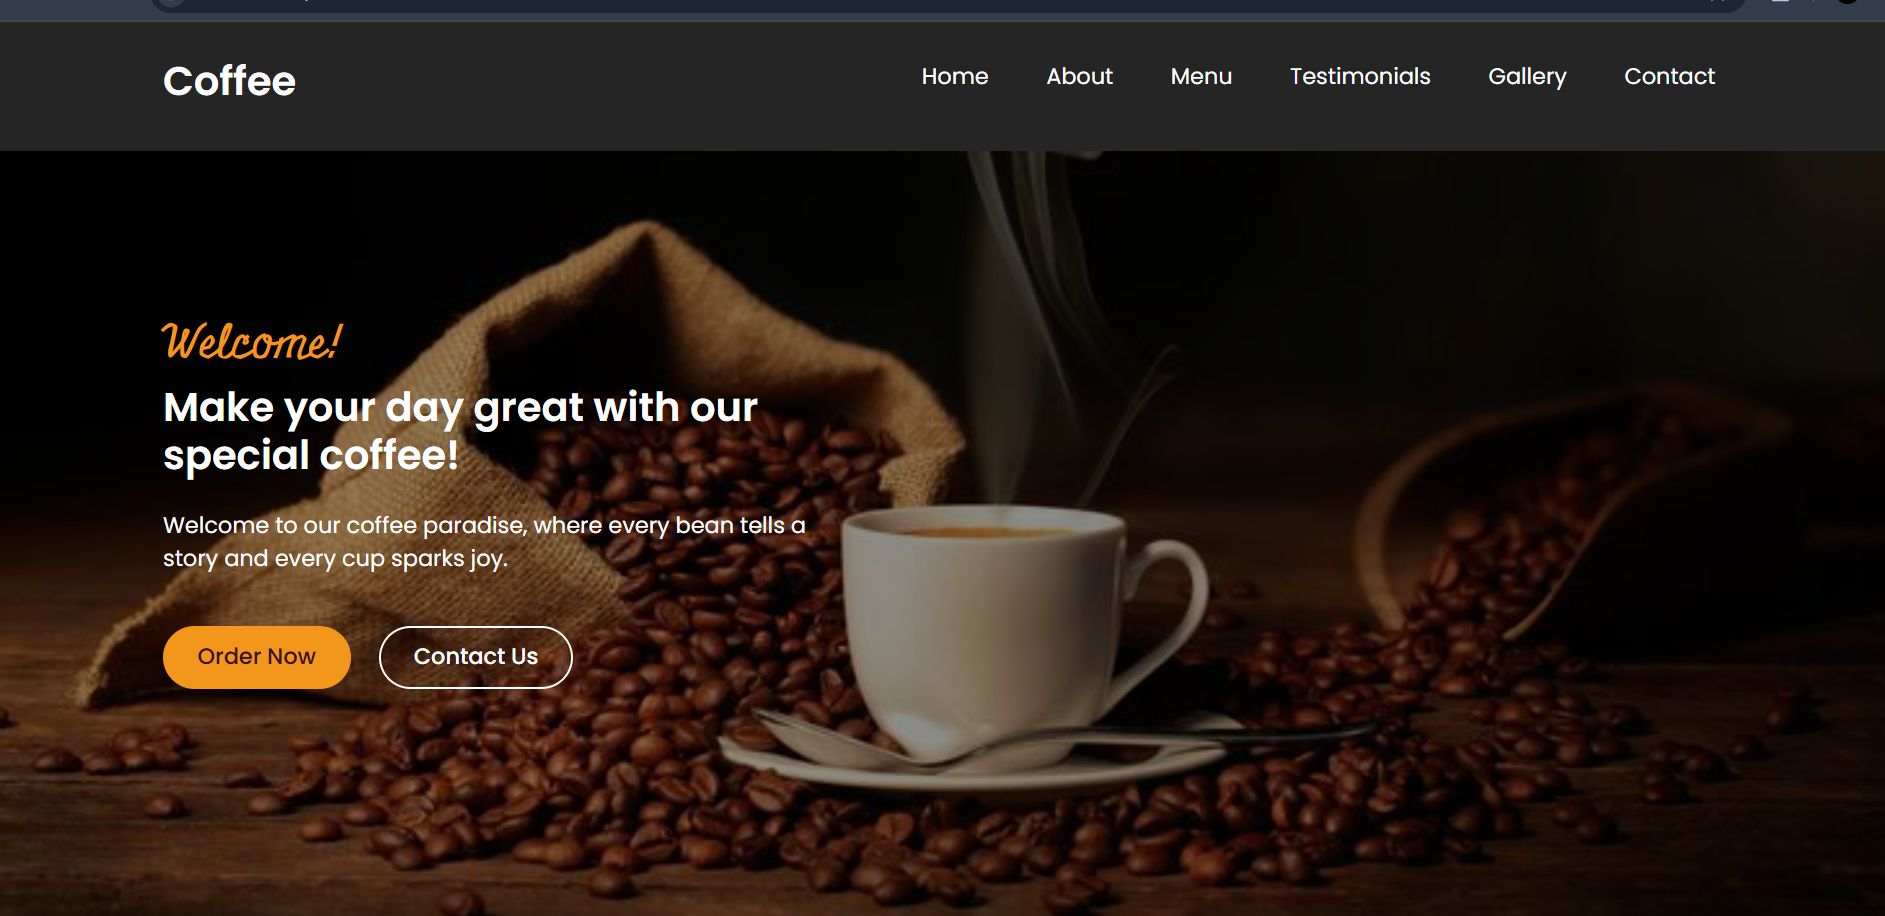 Coffee
Home About Menu Testimonials Gallery Contact
Welcome!
Make your day great with our
special coffee!
Welcome to our coffee paradise, where every bean tells a
story and every cup sparks joy.
Order Now Contact Us